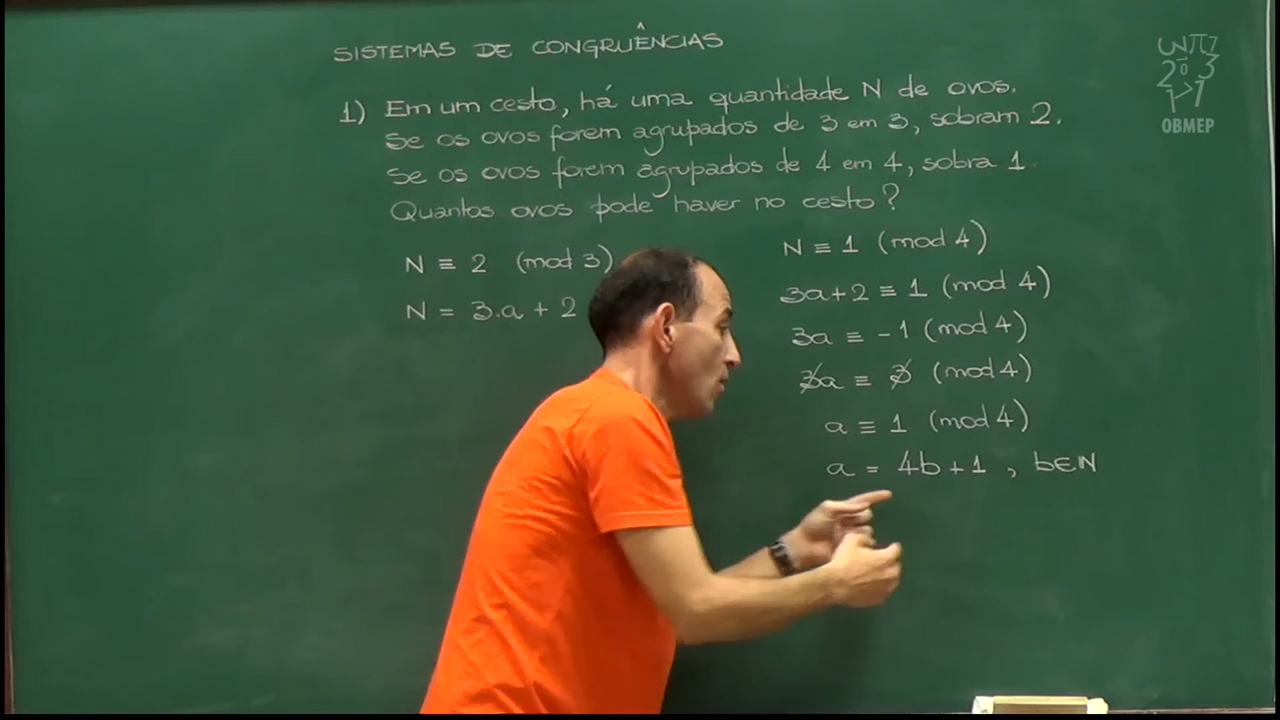 SISTEMAS DE CONGRUÊNCIAS
1) Em um cesto, há uma quantidade N de ovos.
Se os ovos forem agrupados de 3 em 3, sobram 2.
Se os ovos forem agrupados de 4 em 4, sobra 1.
Quantos ovos pode haver no cesto?
N ≡ 2 (mod 3)
N = 3.a + 2
N ≡ 1 (mod 4)
3a+2 ≡ 1 (mod 4)
3a ≡ -1 (mod 4)
3a ≡ 3 (mod 4)
a ≡ 1 (mod 4)
a = 4b+1 , b∈ℕ
OBMEP